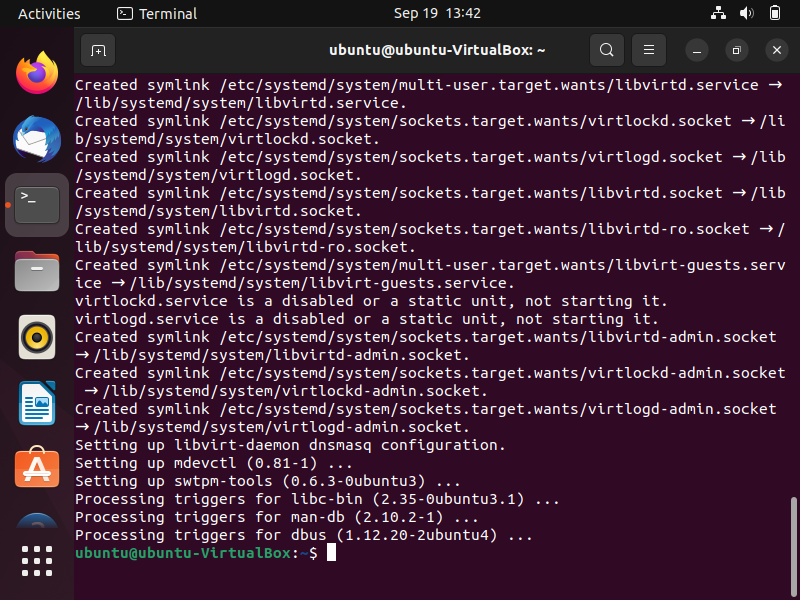 Activities Terminal Sep 19 13:42
ubuntu@ubuntu-VirtualBox: ~
Created symlink /etc/systemd/system/multi-user.target.wants/libvirtd.service →
/lib/systemd/system/libvirtd.service.
Created symlink /etc/systemd/system/sockets.target.wants/virtlockd.socket → /li
b/systemd/system/virtlockd.socket.
Created symlink /etc/systemd/system/sockets.target.wants/virtlogd.socket → /lib
/systemd/system/virtlogd.socket.
Created symlink /etc/systemd/system/sockets.target.wants/libvirtd.socket → /lib
/systemd/system/libvirtd.socket.
Created symlink /etc/systemd/system/sockets.target.wants/libvirtd-ro.socket → /
lib/systemd/system/libvirtd-ro.socket.
Created symlink /etc/systemd/system/multi-user.target.wants/libvirt-guests.serv
ice → /lib/systemd/system/libvirt-guests.service.
virtlockd.service is a disabled or a static unit, not starting it.
virtlogd.service is a disabled or a static unit, not starting it.
Created symlink /etc/systemd/system/sockets.target.wants/libvirtd-admin.socket
→ /lib/systemd/system/libvirtd-admin.socket.
Created symlink /etc/systemd/system/sockets.target.wants/virtlockd-admin.socket
 → /lib/systemd/system/virtlockd-admin.socket.
Created symlink /etc/systemd/system/sockets.target.wants/virtlogd-admin.socket
→ /lib/systemd/system/virtlogd-admin.socket.
Setting up libvirt-daemon dnsmasq configuration.
Setting up mdevctl (0.81-1) ...
Setting up swtpm-tools (0.6.3-0ubuntu3) ...
Processing triggers for libc-bin (2.35-0ubuntu3.1) ...
Processing triggers for man-db (2.10.2-1) ...
Processing triggers for dbus (1.12.20-2ubuntu4) ...
ubuntu@ubuntu-VirtualBox:~$